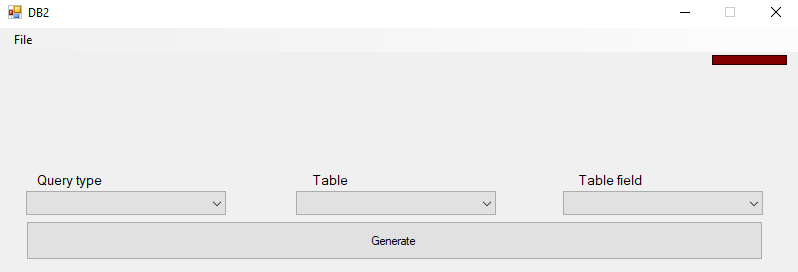 DB2
File
Query type
Table
Table field
Generate